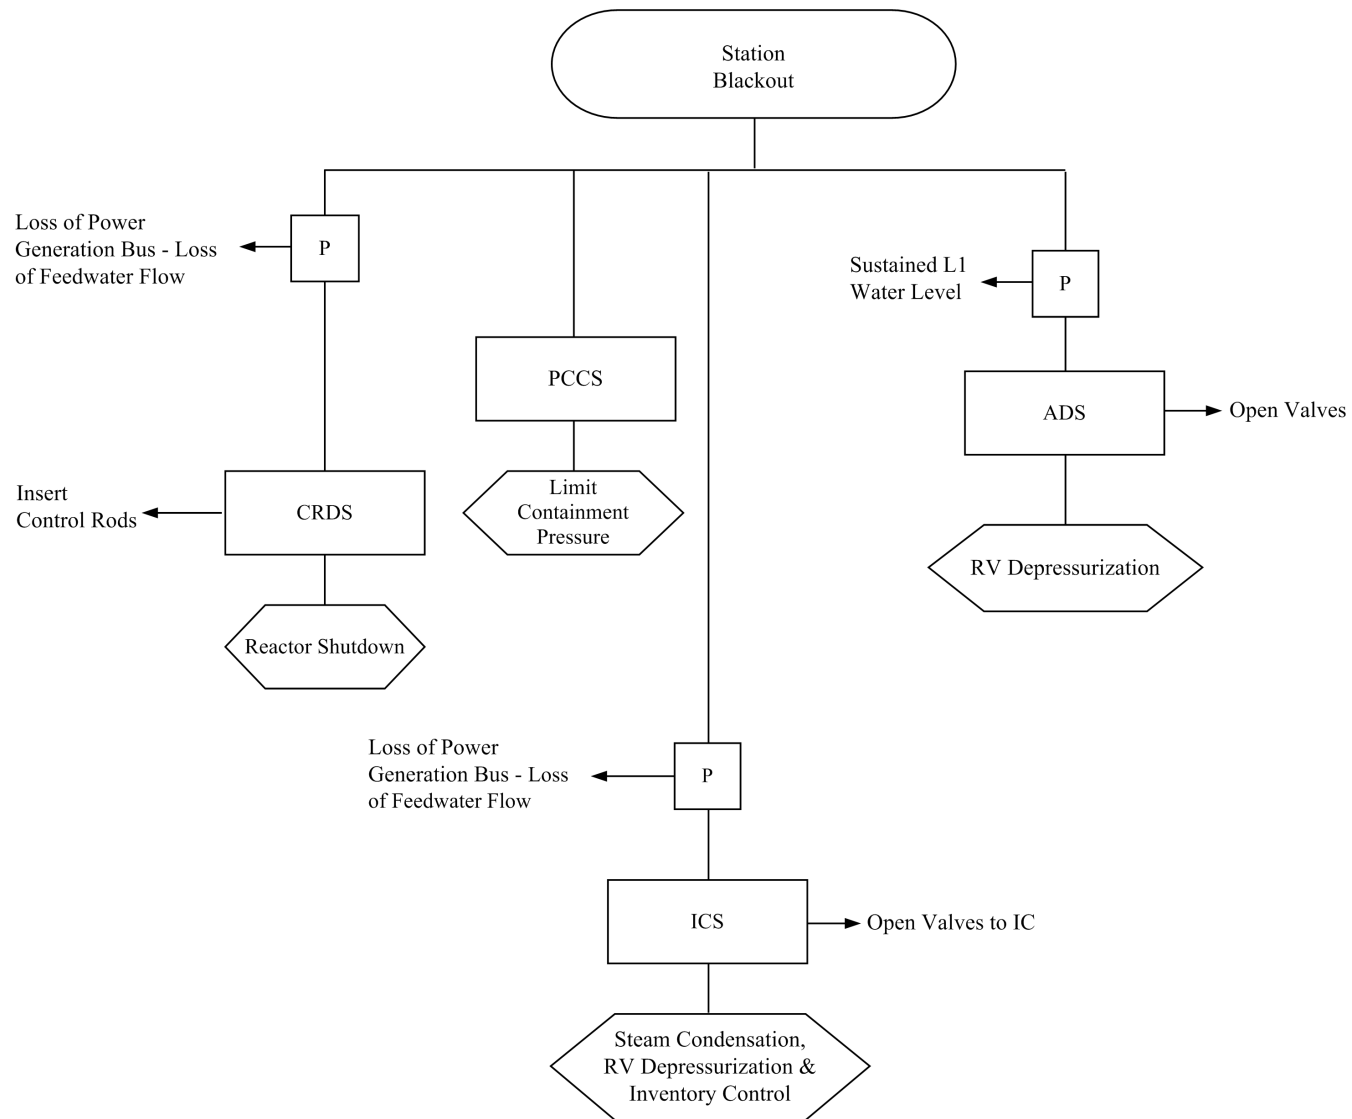 Station
Blackout
Loss of Power
Generation Bus - Loss
of Feedwater Flow
P
Sustained L1
Water Level
P
PCCS
ADS
Open Valves
Insert
Control Rods
CRDS
Limit
Containment
Pressure
RV Depressurization
Reactor Shutdown
Loss of Power
Generation Bus - Loss
of Feedwater Flow
P
ICS
Open Valves to IC
Steam Condensation,
RV Depressurization &
Inventory Control